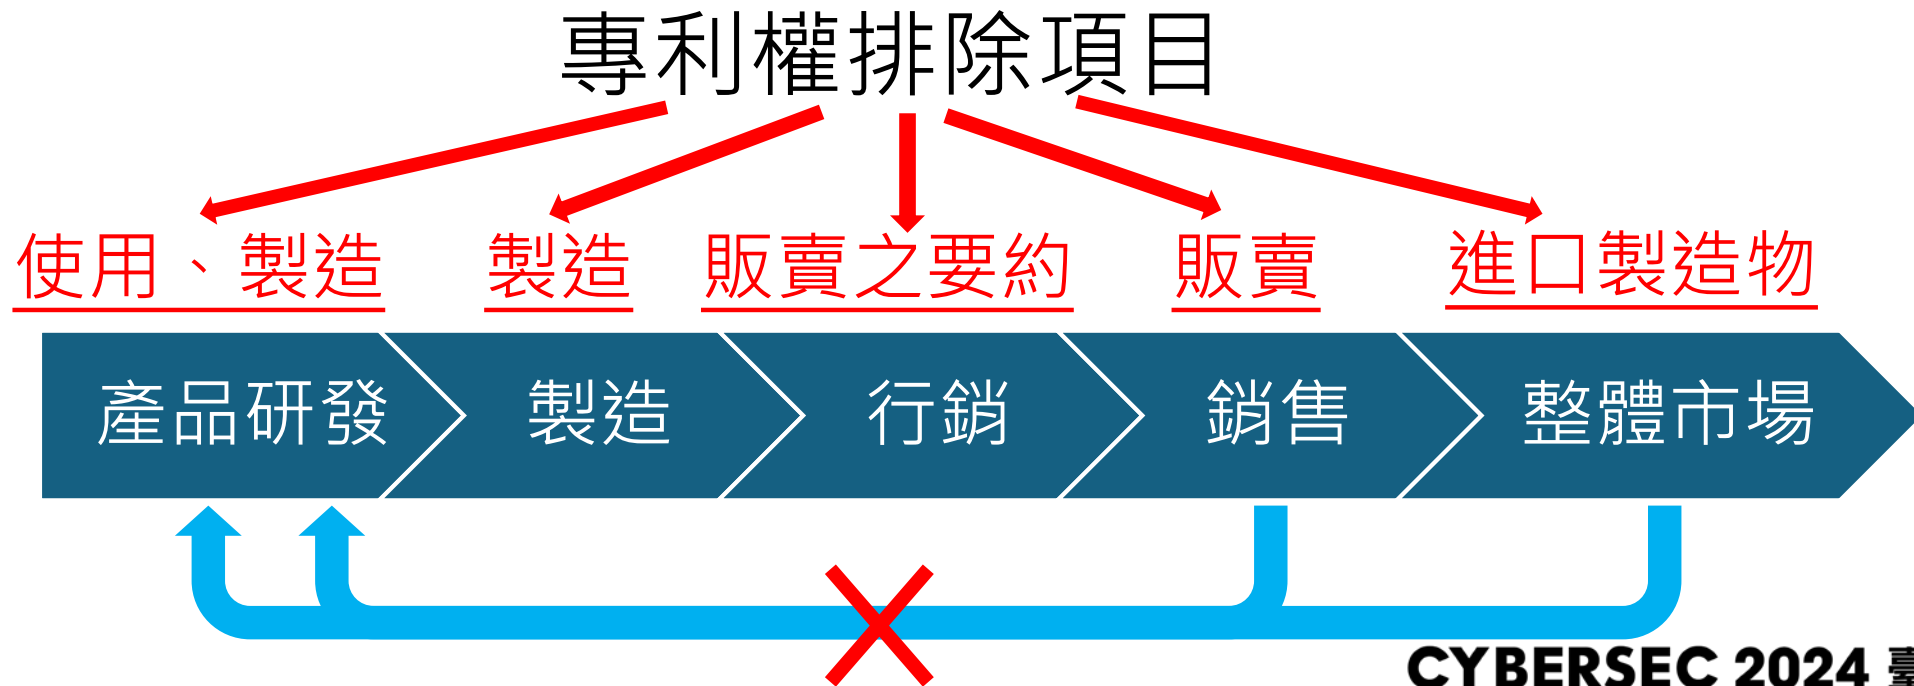 專利權排除項目
使用、製造 製造 販賣之要約 販賣 進口製造物
產品研發 製造 行銷 銷售 整體市場
CYBERSEC 2024 臺